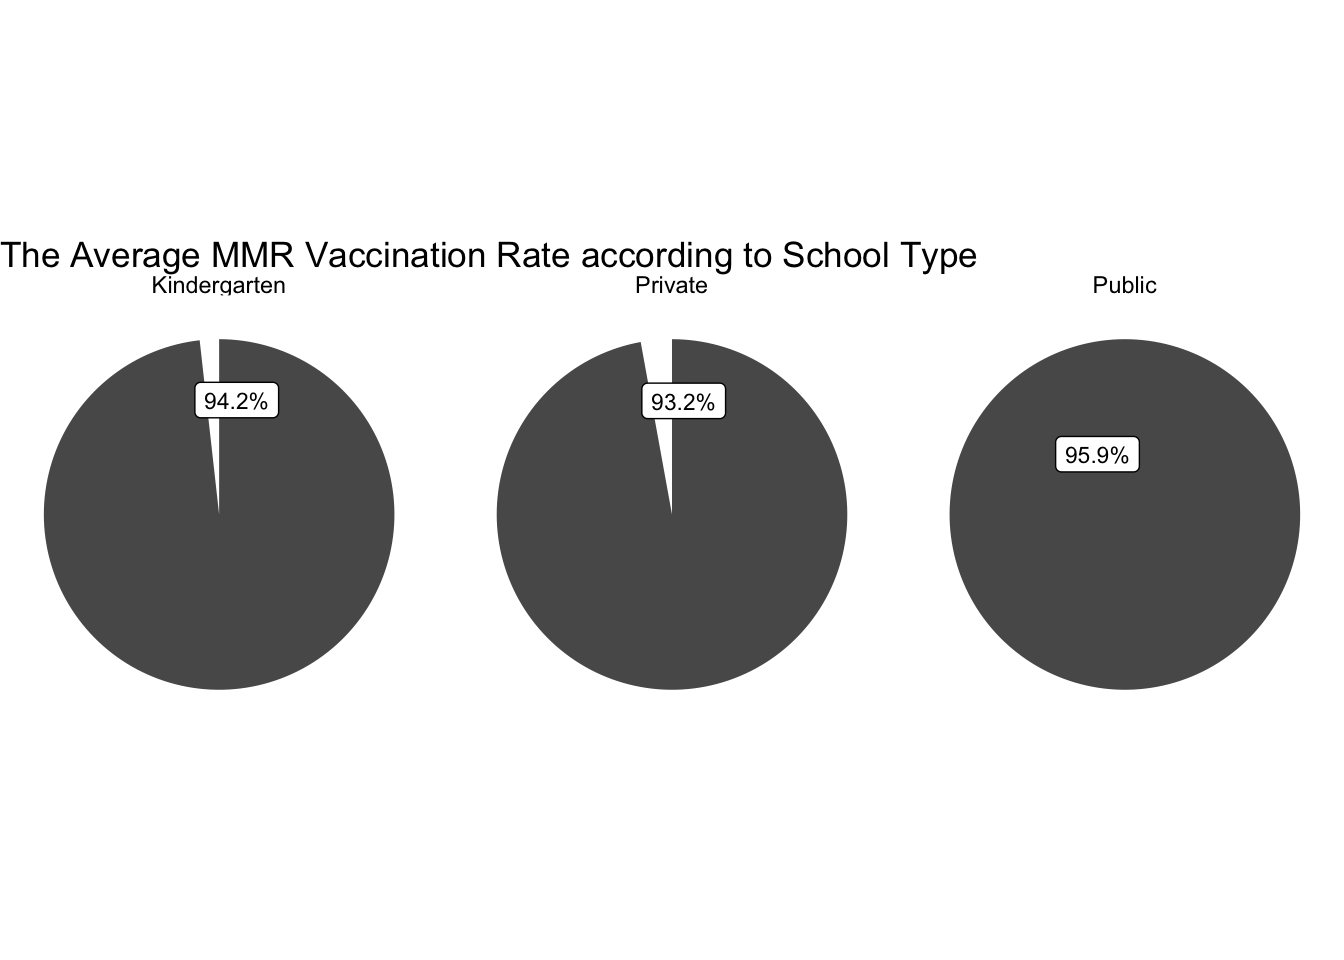 The Average MMR Vaccination Rate according to School Type
Kindergarten Private Public
94.2% 93.2% 95.9%